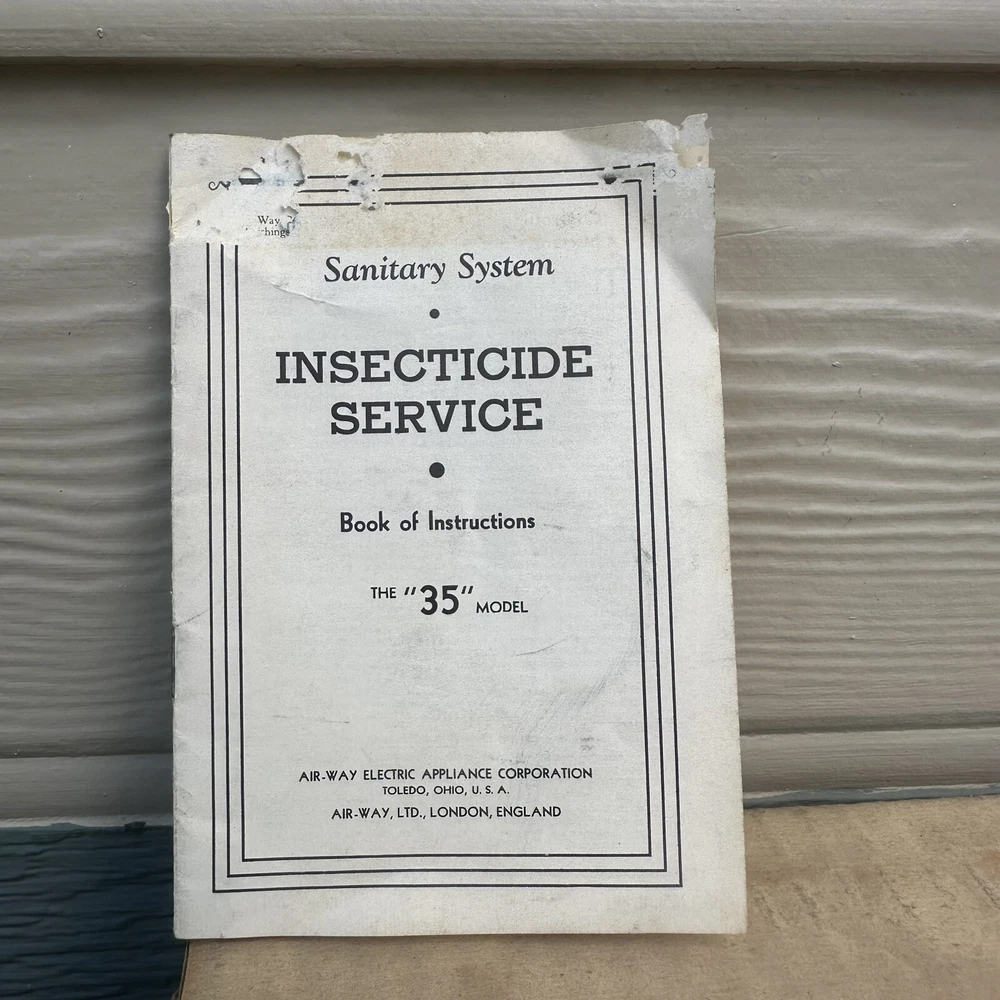 Way
Sanitary System
INSECTICIDE
SERVICE
Book of Instructions
THE "35" MODEL
AIR-WAY ELECTRIC APPLIANCE CORPORATION
TOLEDO, OHIO, U. S. A.
AIR-WAY, LTD., LONDON, ENGLAND